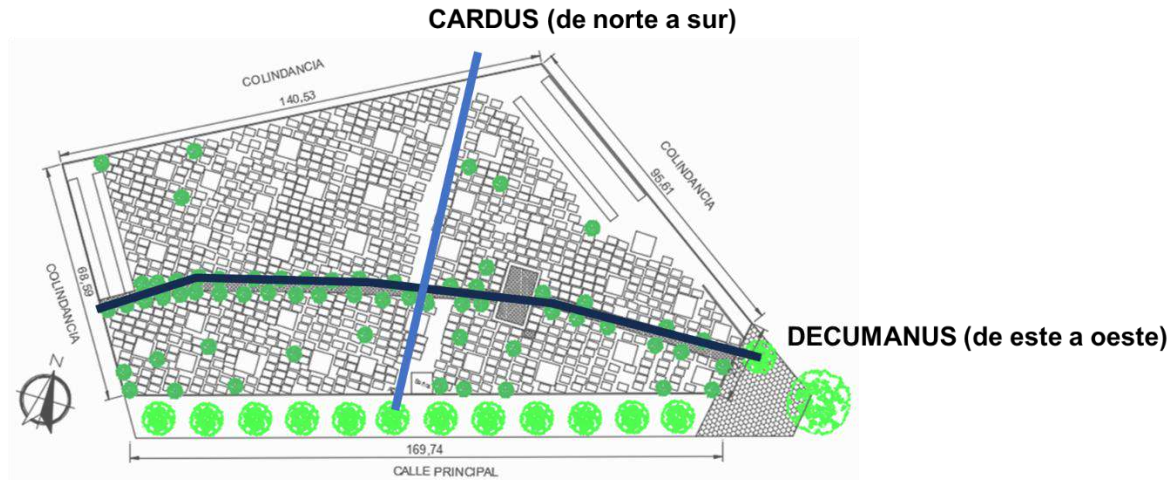 CARDUS (de norte a sur)
COLINDANCIA
140,53
COLINDANCIA
95,61
COLINDANCIA
68,59
DECUMANUS (de este a oeste)
N
169,74
CALLE PRINCIPAL